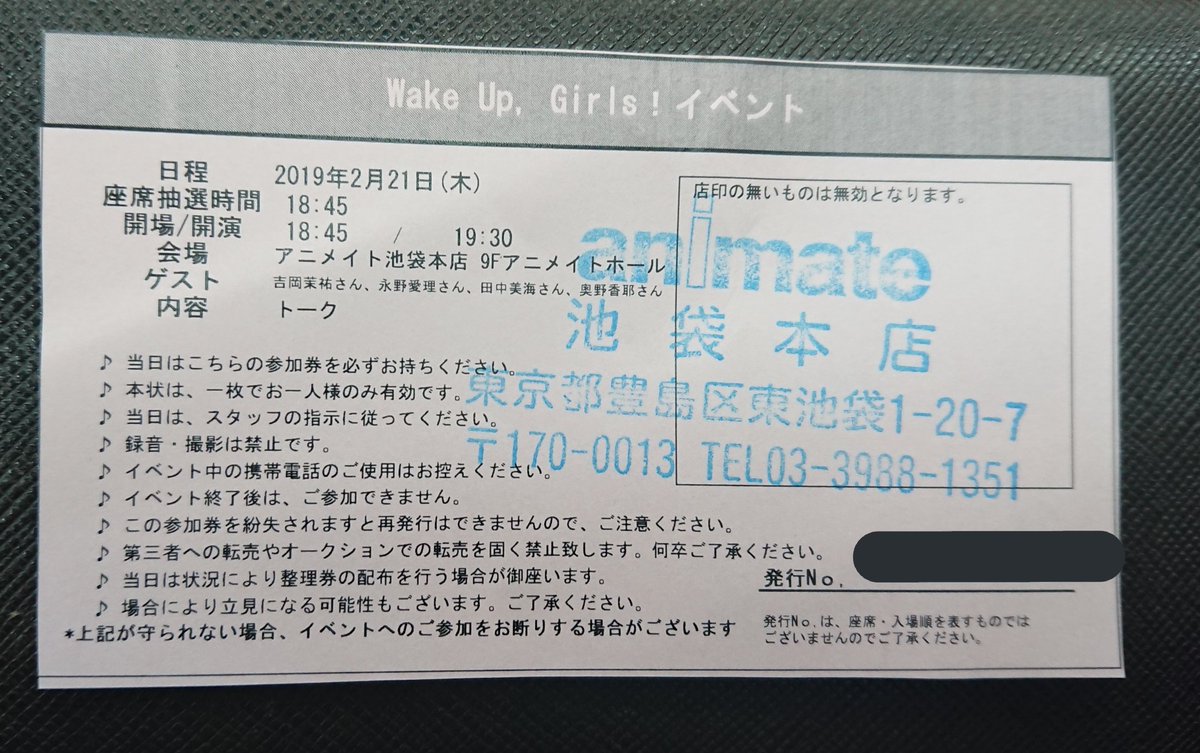 Wake Up, Girls！イベント
日程 2019年2月21日(木)
座席抽選時間 18:45
開場/開演 18:45 / 19:30
会場 アニメイト池袋本店 9Fアニメイトホール
ゲスト 吉岡茉祐さん、永野愛理さん、田中美海さん、奥野香耶さん
内容 トーク
店印の無いものは無効となります。
animate
池袋本店
東京都豊島区東池袋1-20-7
〒170-0013 TEL03-3988-1351
♪ 当日はこちらの参加券を必ずお持ちください。
♪ 本状は、一枚でお一人様のみ有効です。
♪ 当日は、スタッフの指示に従ってください。
♪ 録音・撮影は禁止です。
♪ イベント中の携帯電話のご使用はお控えください。
♪ イベント終了後は、ご参加できません。
♪ この参加券を紛失されますと再発行はできませんので、ご注意ください。
♪ 第三者への転売やオークションでの転売を固く禁止致します。何卒ご了承ください。
♪ 当日は状況により整理券の配布を行う場合が御座います。
♪ 場合により立見になる可能性もございます。ご了承ください。
*上記が守られない場合、イベントへのご参加をお断りする場合がございます
発行No.
発行No.は、座席・入場順を表すものでは
ございませんのでご了承ください。